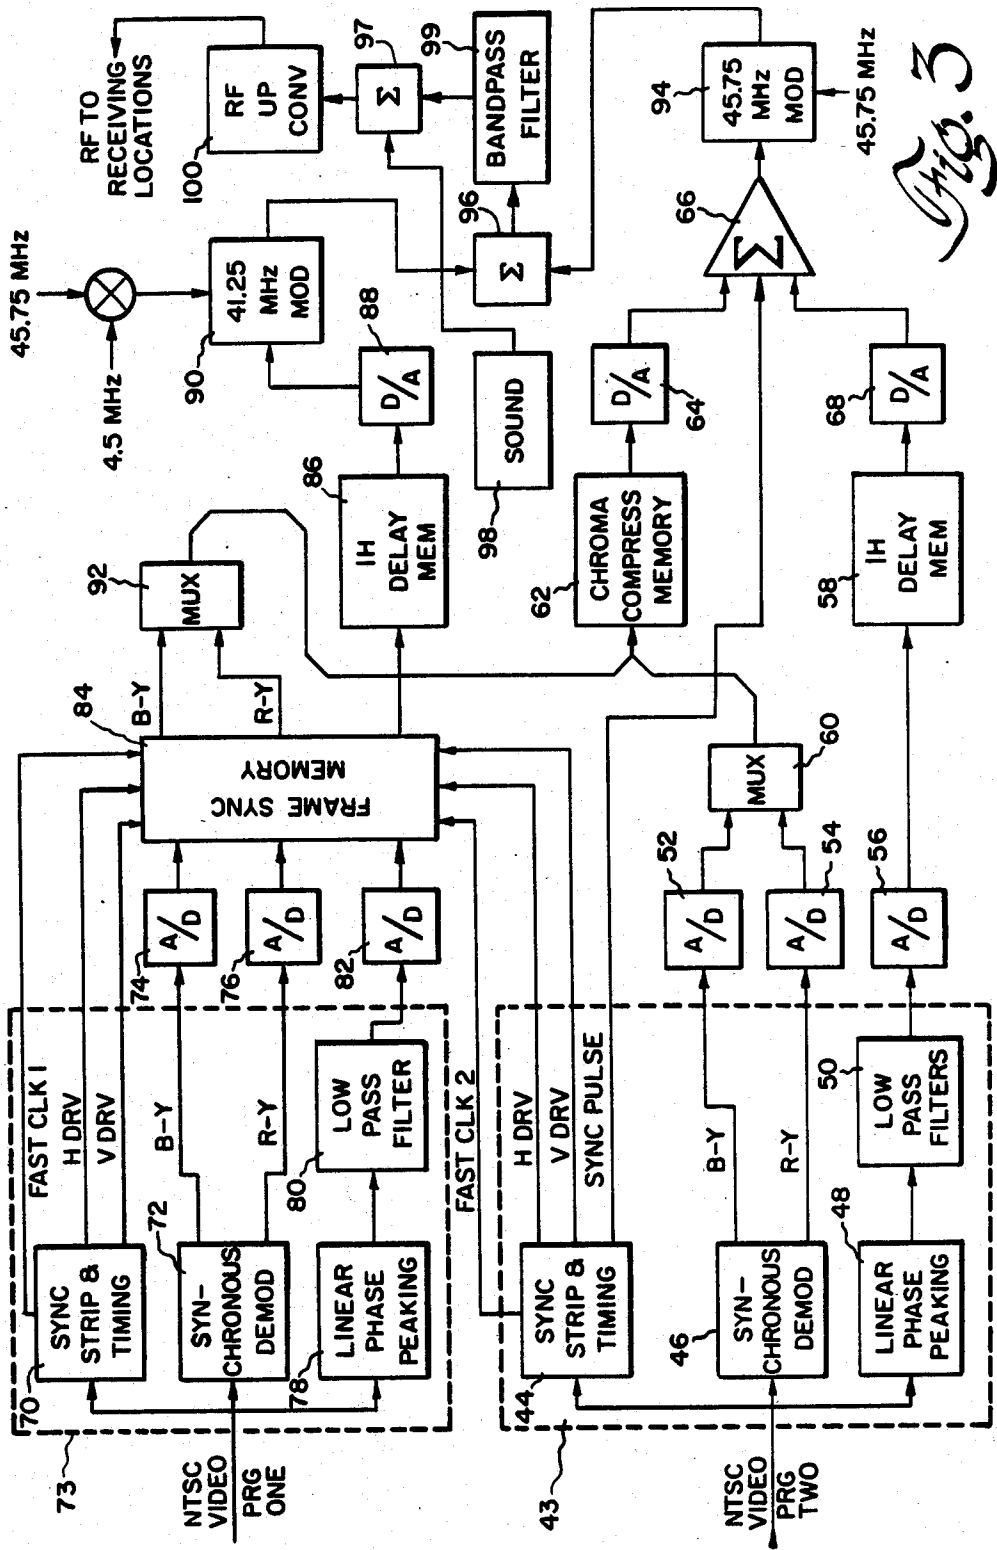 NTSC
VIDEO
PRG
ONE
73
70
SYNC
STRIP &
TIMING
FAST CLK 1
H DRV
V DRV
72
SYN-
CHRONOUS
DEMOD
B-Y
R-Y
78
LINEAR
PHASE
PEAKING
80
LOW
PASS
FILTER
74
A/D
76
A/D
82
A/D
84
FRAME SYNC
MEMORY
B-Y
R-Y
92
MUX
86
1H
DELAY
MEM
88
D/A
90
41.25
MHz
MOD
4.5 MHz
45.75 MHz
RF TO
RECEIVING
LOCATIONS
100
RF
UP
CONV
97
Σ
99
BANDPASS
FILTER
96
Σ
98
SOUND
NTSC
VIDEO
PRG
TWO
43
44
SYNC
STRIP &
TIMING
FAST CLK 2
H DRV
V DRV
SYNC PULSE
46
SYN-
CHRONOUS
DEMOD
B-Y
R-Y
48
LINEAR
PHASE
PEAKING
50
LOW
PASS
FILTERS
52
A/D
54
A/D
56
A/D
60
MUX
62
CHROMA
COMPRESS
MEMORY
64
D/A
58
1H
DELAY
MEM
68
D/A
66
Σ
94
45.75
MHz
MOD
45.75 MHz
Fig. 3